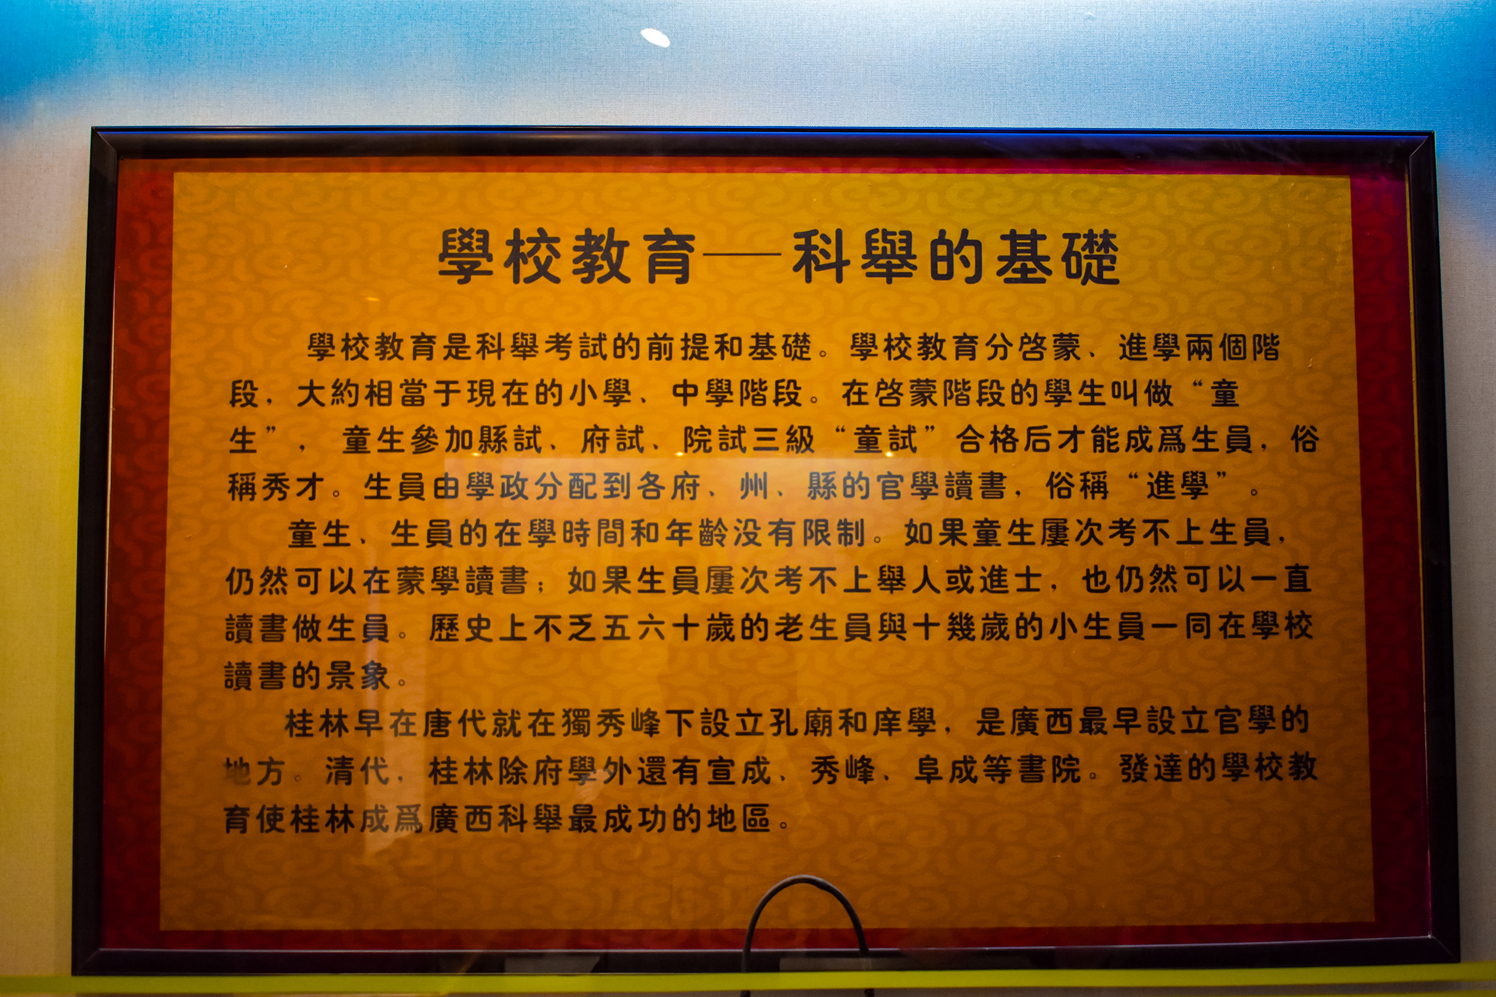 學校教育——科舉的基礎
學校教育是科舉考試的前提和基礎。學校教育分啓蒙、進學兩個階
段，大約相當于現在的小學、中學階段。在啓蒙階段的學生叫做“童
生”， 童生參加縣試、府試、院試三級“童試”合格后才能成爲生員，俗
稱秀才。生員由學政分配到各府、州、縣的官學讀書，俗稱“進學”。
童生、生員的在學時間和年齡没有限制。如果童生屢次考不上生員，
仍然可以在蒙學讀書；如果生員屢次考不上舉人或進士，也仍然可以一直
讀書做生員。歷史上不乏五六十歲的老生員與十幾歲的小生員一同在學校
讀書的景象。
桂林早在唐代就在獨秀峰下設立孔廟和庠學，是廣西最早設立官學的
地方。清代，桂林除府學外還有宣成、秀峰、阜成等書院。發達的學校教
育使桂林成爲廣西科舉最成功的地區。